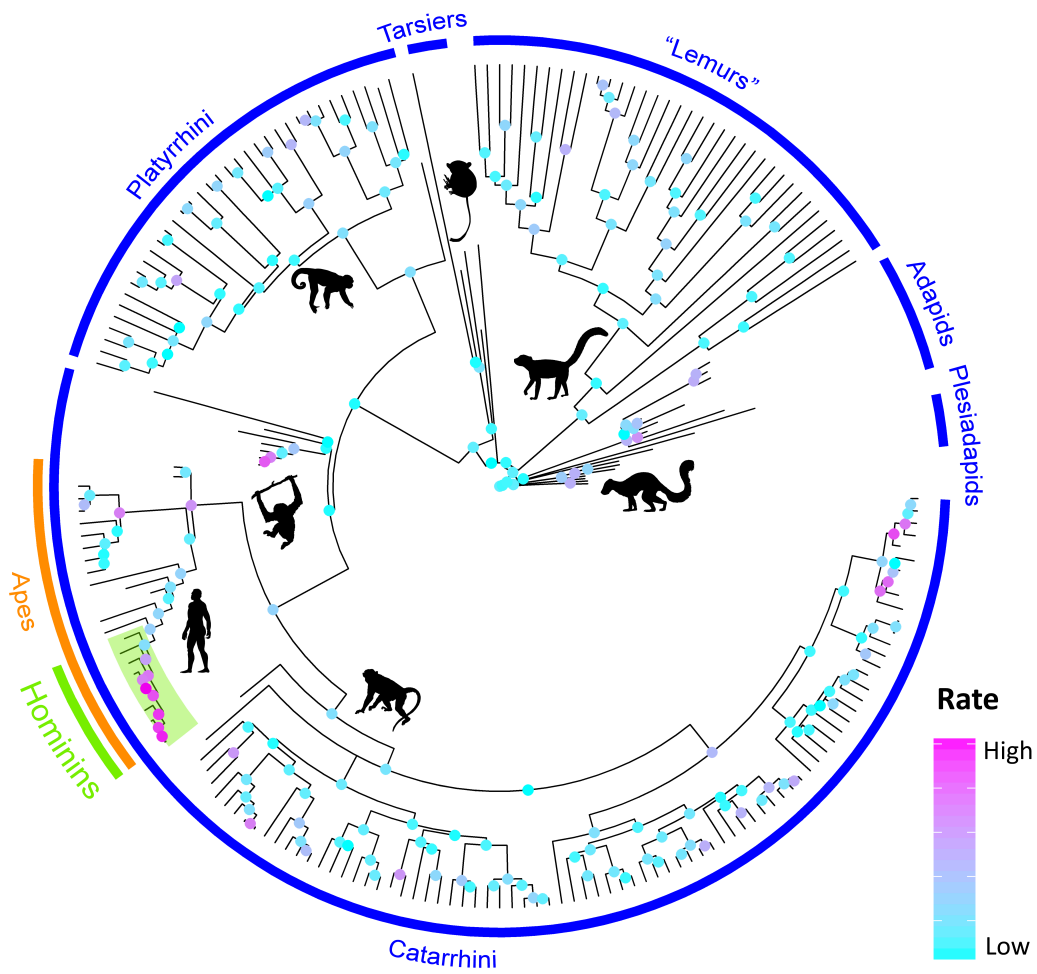 Tarsiers
“Lemurs”
Platyrrhini
Adapids
Plesiadapids
Apes
Hominins
Catarrhini
Rate
High
Low